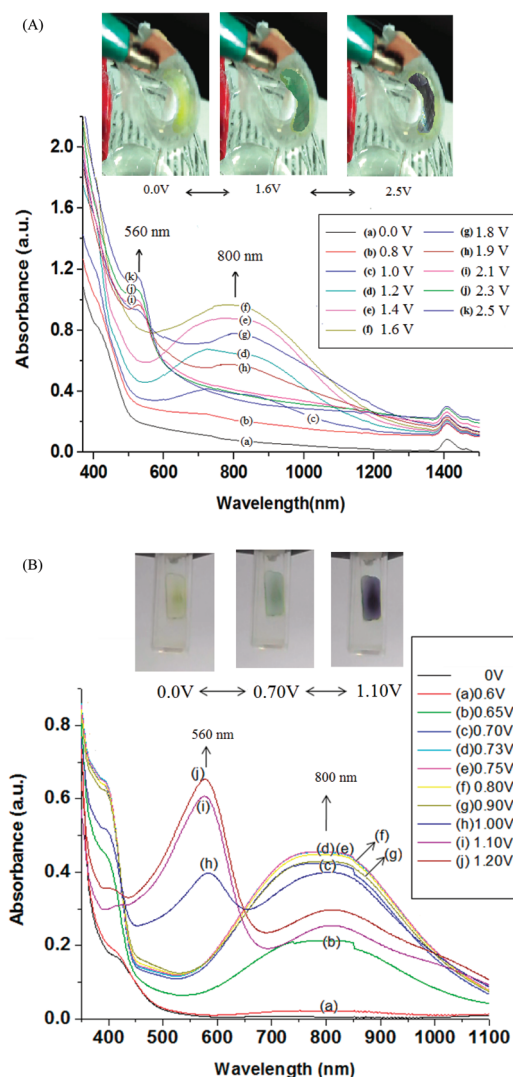 (A)
0.0V
1.6V
2.5V
2.0
1.6
1.2
0.8
0.4
0.0
Absorbance (a.u.)
560 nm
800 nm
(k)
(j)
(i)
(f)
(e)
(g)
(d)
(h)
(c)
(b)
(a)
(a) 0.0 V
(b) 0.8 V
(c) 1.0 V
(d) 1.2 V
(e) 1.4 V
(f) 1.6 V
(g) 1.8 V
(h) 1.9 V
(i) 2.1 V
(j) 2.3 V
(k) 2.5 V
400 600 800 1000 1200 1400
Wavelength(nm)
(B)
0.0V
0.70V
1.10V
0.8
0.6
0.4
0.2
0.0
Absorbance (a.u.)
560 nm
800 nm
(j)
(i)
(h)
(d)(e)
(f)
(g)
(c)
(b)
(a)
0V
(a)0.6V
(b)0.65V
(c)0.70V
(d)0.73V
(e)0.75V
(f) 0.80V
(g)0.90V
(h)1.00V
(i) 1.10V
(j) 1.20V
400 500 600 700 800 900 1000 1100
Wavelength (nm)